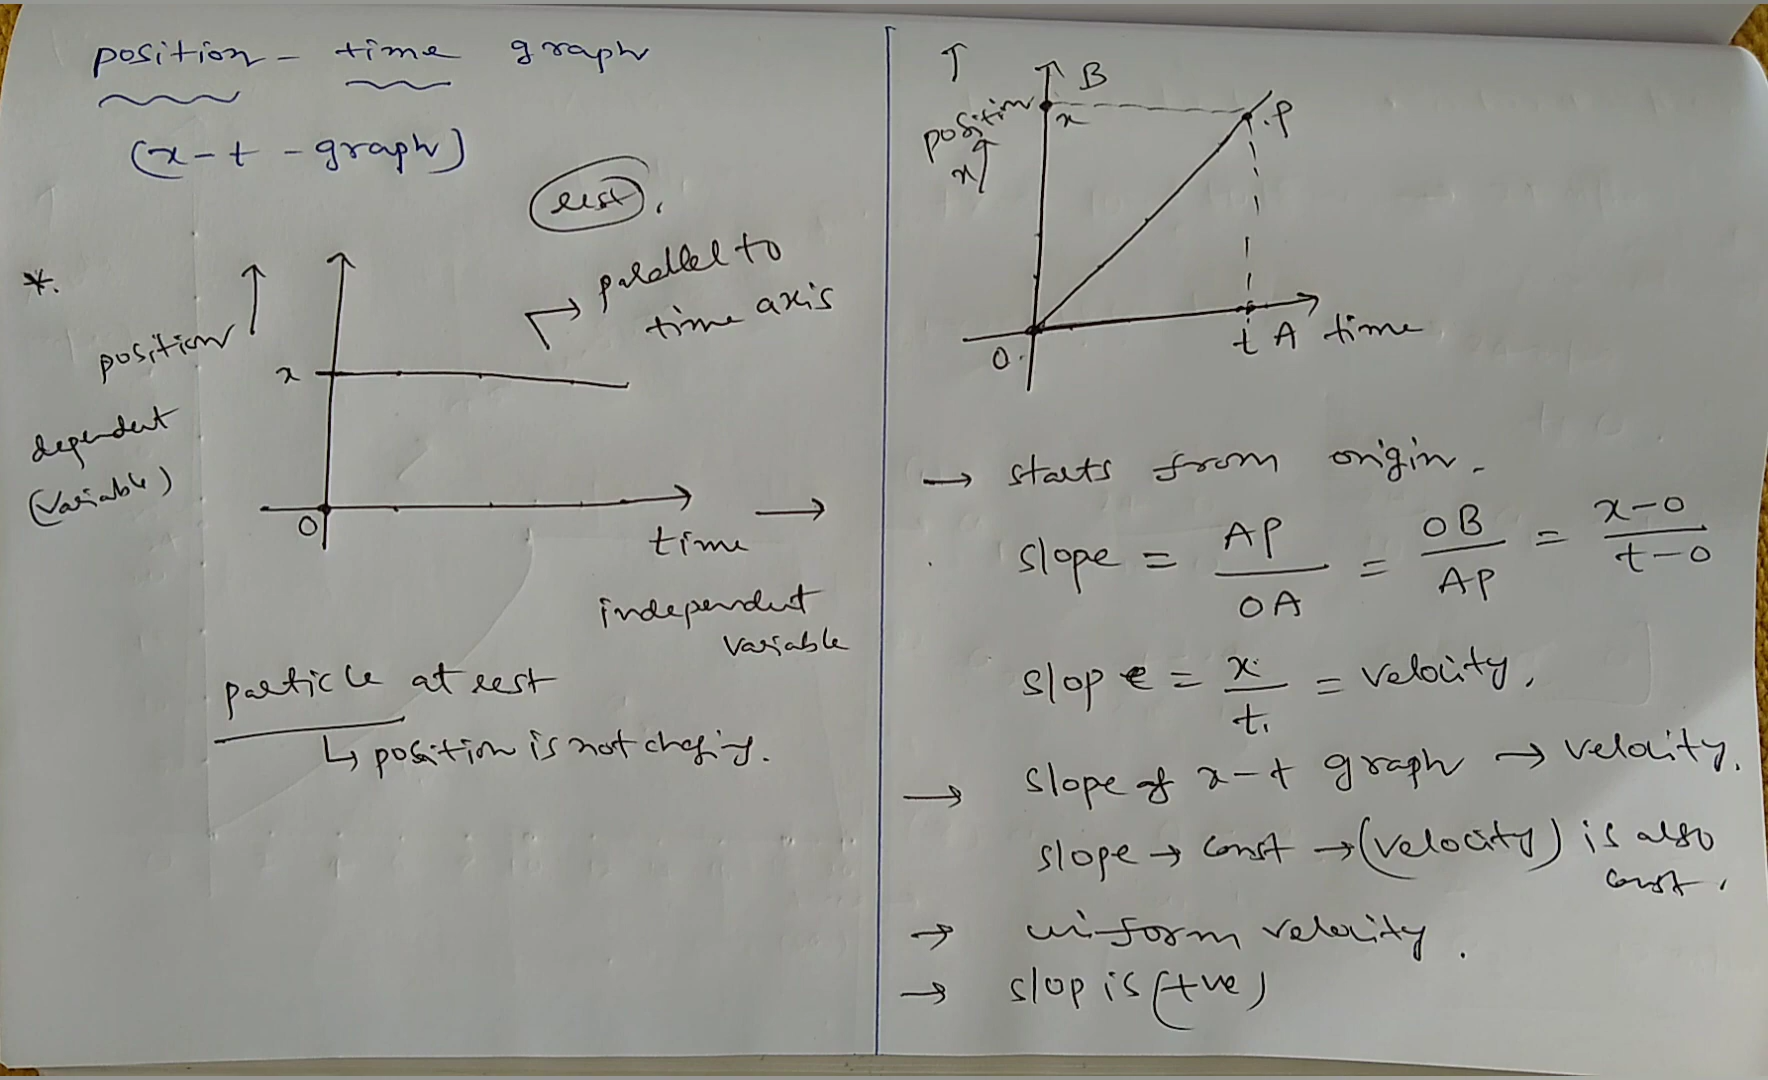 position - time graph
(x-t-graph)
rest.
*.
parallel to
time axis
position
x
dependent
(variable)
O
time
independent
variable
particle at rest
position is not chaging.
B
position
x
x
P
O
t A time
→ starts from origin.
slope = AP/OA = OB/AP = x-0/t-0
slope = x/t = velocity.
→ slope of x-t graph → velocity.
slope → const → (velocity) is also
const.
→ uniform velocity.
→ slop is (+ve)